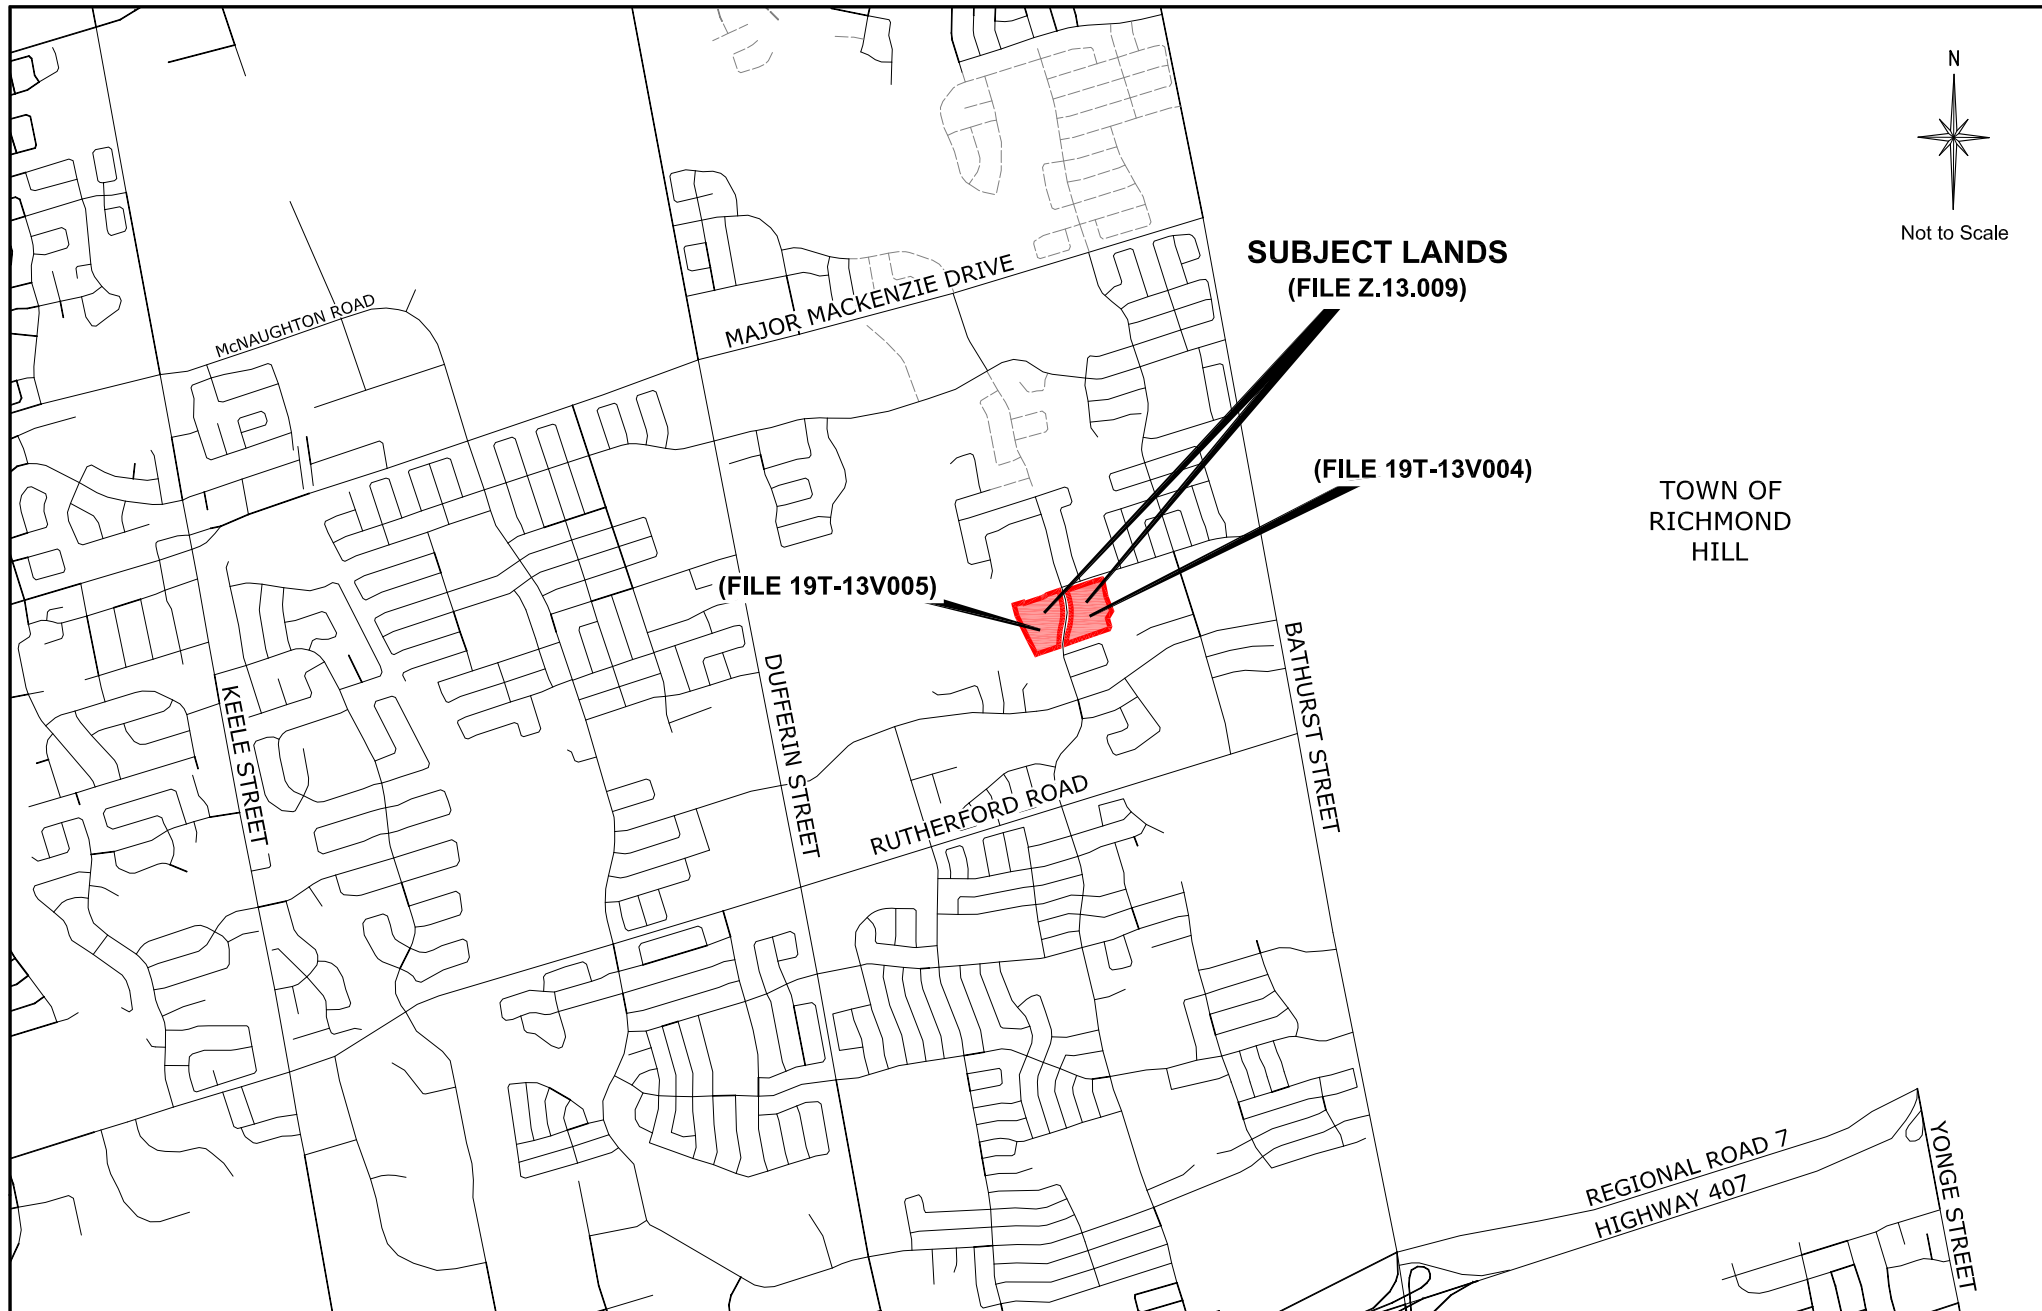 N
Not to Scale
SUBJECT LANDS
(FILE Z.13.009)
MAJOR MACKENZIE DRIVE
McNAUGHTON ROAD
(FILE 19T-13V004)
TOWN OF
RICHMOND
HILL
(FILE 19T-13V005)
KEELE STREET
DUFFERIN STREET
BATHURST STREET
RUTHERFORD ROAD
REGIONAL ROAD 7
HIGHWAY 407
YONGE STREET